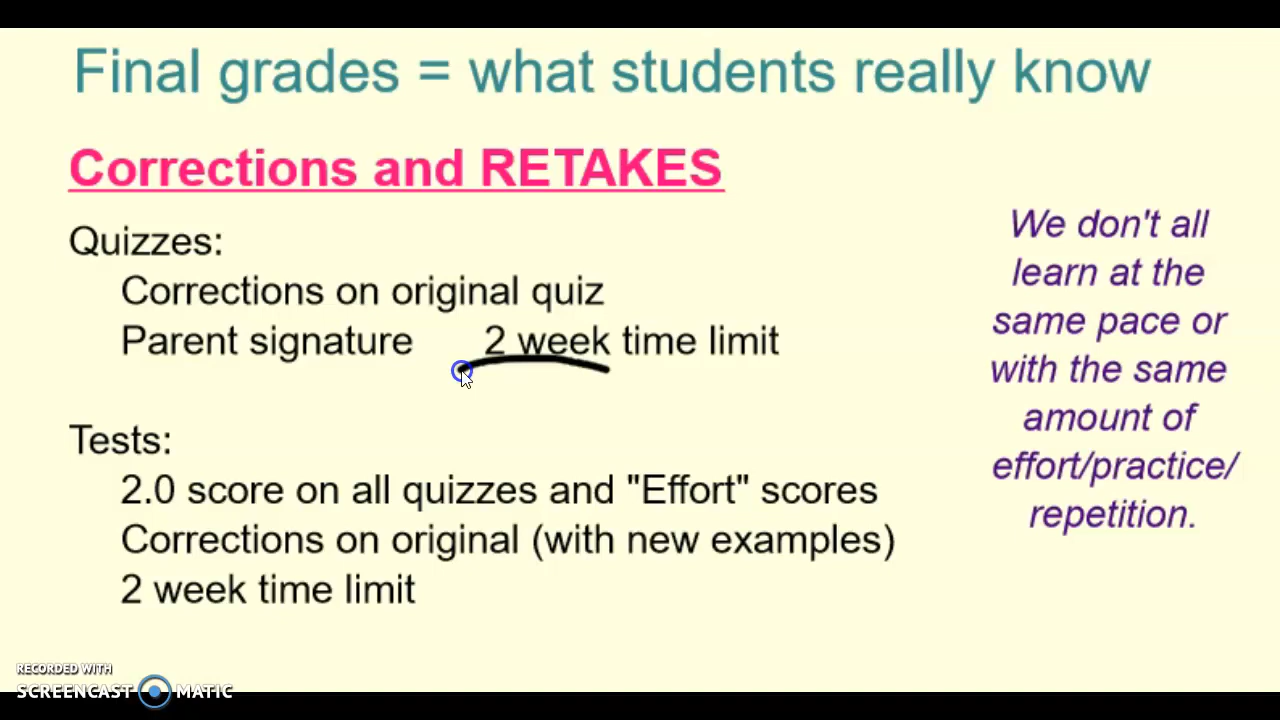 Final grades = what students really know
Corrections and RETAKES
Quizzes:
Corrections on original quiz
Parent signature 2 week time limit
Tests:
2.0 score on all quizzes and "Effort" scores
Corrections on original (with new examples)
2 week time limit
We don't all
learn at the
same pace or
with the same
amount of
effort/practice/
repetition.
RECORDED WITH
SCREENCAST MATIC